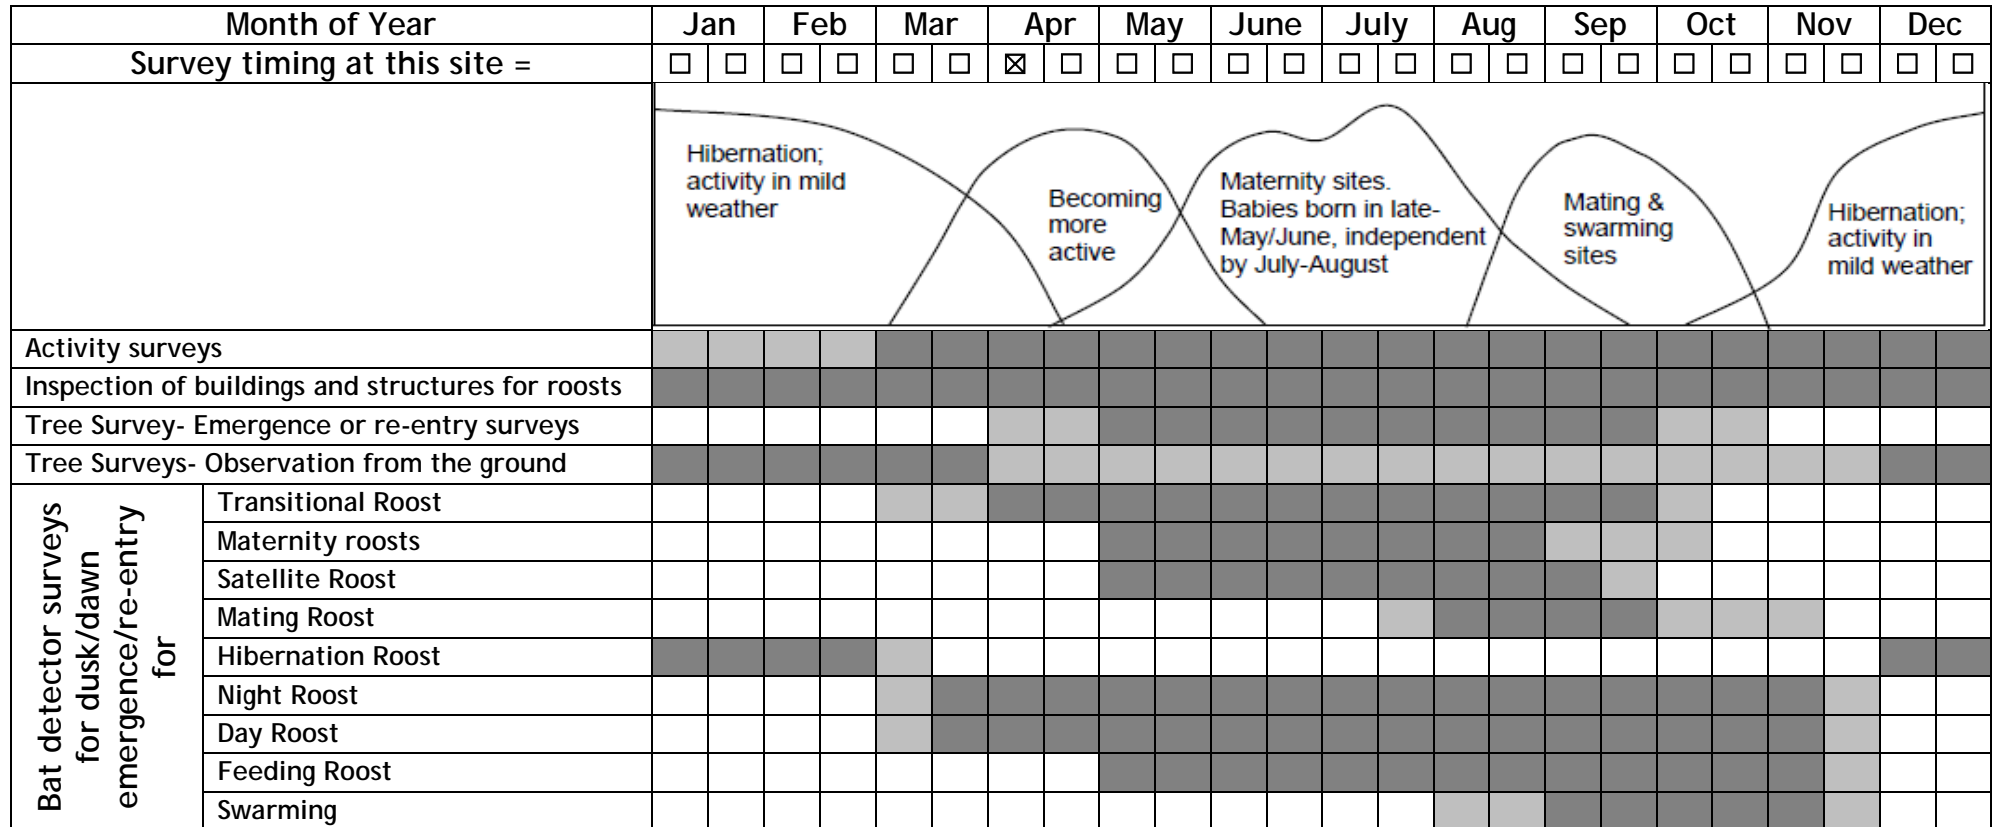 Month of Year Jan Feb Mar Apr May June July Aug Sep Oct Nov Dec
Survey timing at this site = ☐ ☐ ☐ ☐ ☐ ☐ ☒ ☐ ☐ ☐ ☐ ☐ ☐ ☐ ☐ ☐ ☐ ☐ ☐ ☐ ☐ ☐ ☐ ☐
Hibernation;
activity in mild
weather
Becoming
more
active
Maternity sites.
Babies born in late-
May/June, independent
by July-August
Mating &
swarming
sites
Hibernation;
activity in
mild weather
Activity surveys
Inspection of buildings and structures for roosts
Tree Survey- Emergence or re-entry surveys
Tree Surveys- Observation from the ground
Bat detector surveys
for dusk/dawn
emergence/re-entry
for
Transitional Roost
Maternity roosts
Satellite Roost
Mating Roost
Hibernation Roost
Night Roost
Day Roost
Feeding Roost
Swarming